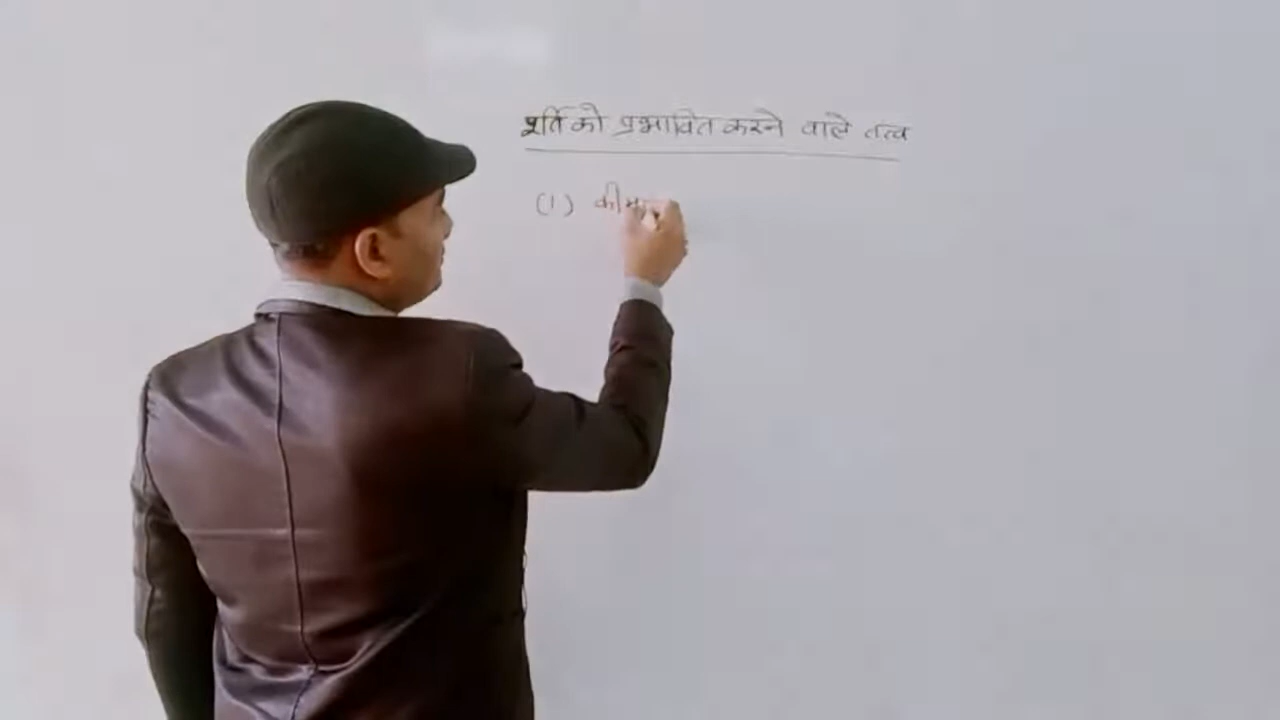 पूर्ति को प्रभावित करने वाले तत्व
(1) कीम